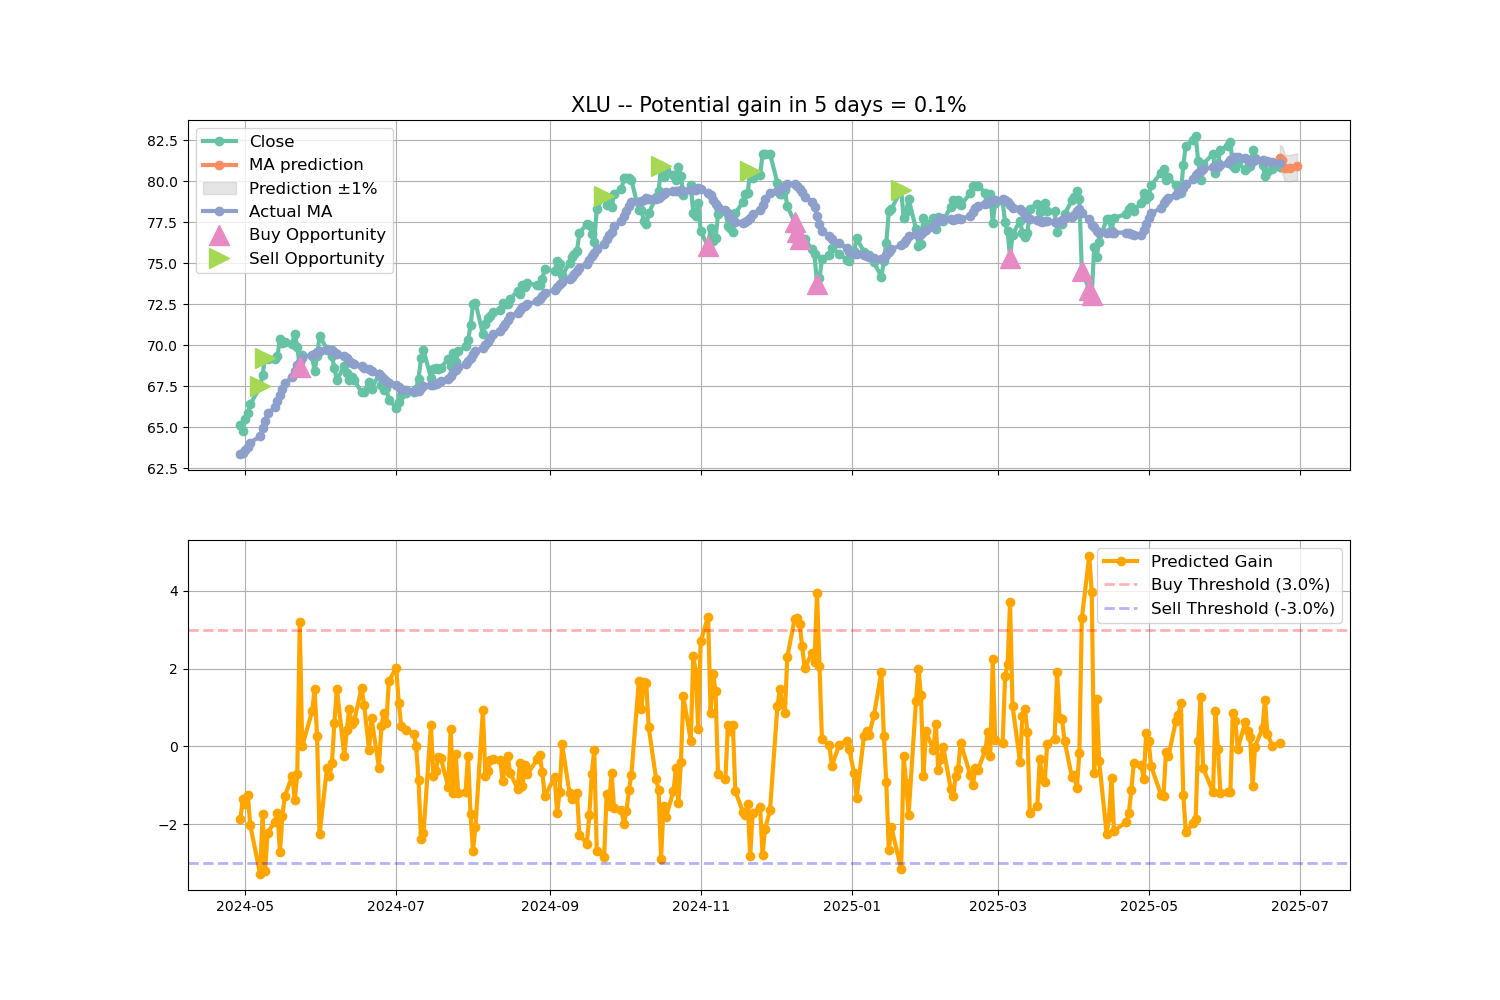 XLU -- Potential gain in 5 days = 0.1%
82.5
80.0
77.5
75.0
72.5
70.0
67.5
65.0
62.5
Close
MA prediction
Prediction ±1%
Actual MA
Buy Opportunity
Sell Opportunity
4
2
0
−2
Predicted Gain
Buy Threshold (3.0%)
Sell Threshold (-3.0%)
2024-05 2024-07 2024-09 2024-11 2025-01 2025-03 2025-05 2025-07